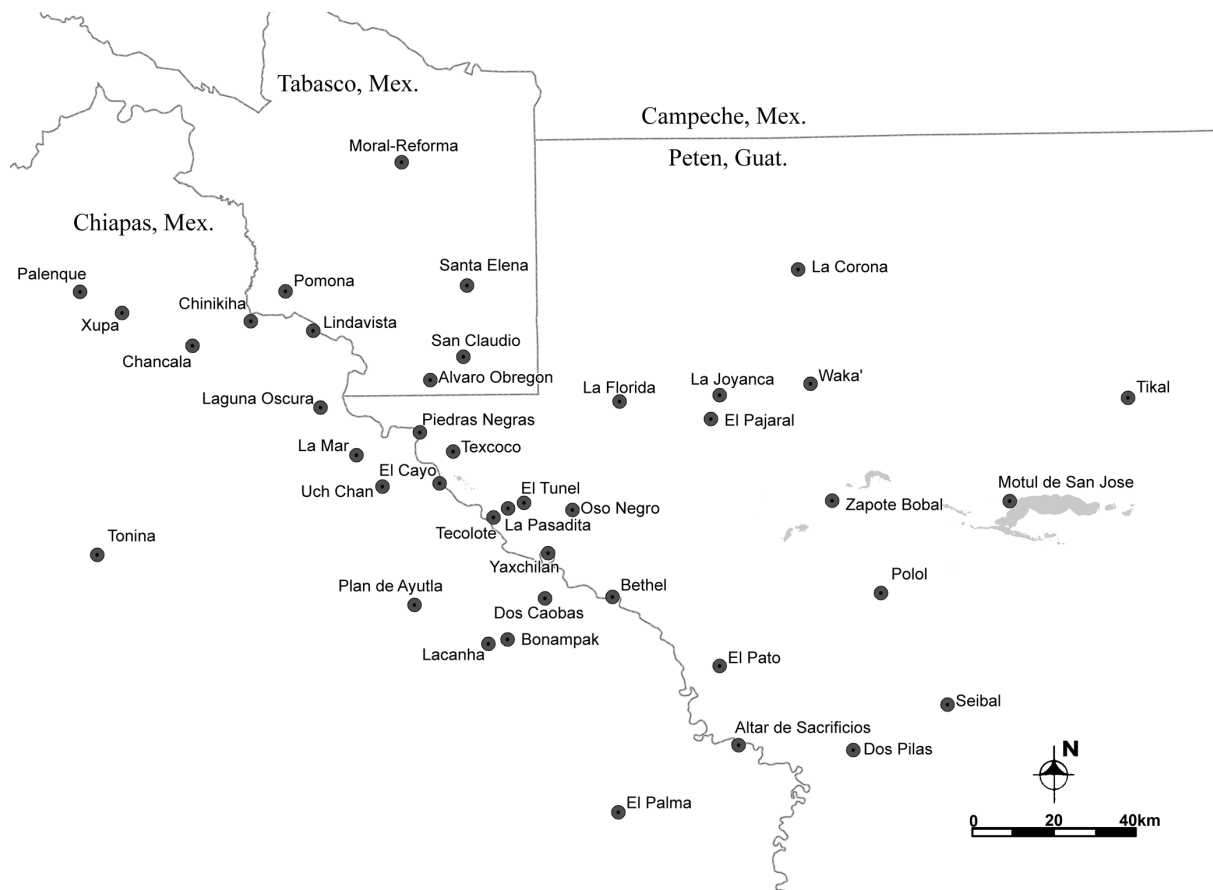 Tabasco, Mex.
Campeche, Mex.
Moral-Reforma
Peten, Guat.
Chiapas, Mex.
Palenque
Pomona
Santa Elena
La Corona
Chinikiha
Xupa
Lindavista
Chancala
San Claudio
Alvaro Obregon
La Florida
La Joyanca
Waka'
Tikal
Laguna Oscura
Piedras Negras
El Pajaral
La Mar
Texcoco
El Cayo
Uch Chan
El Tunel
Motul de San Jose
Oso Negro
Zapote Bobal
La Pasadita
Tecolote
Tonina
Yaxchilan
Plan de Ayutla
Bethel
Polol
Dos Caobas
Bonampak
Lacanha
El Pato
Seibal
Altar de Sacrificios
Dos Pilas
N
El Palma
0 20 40km